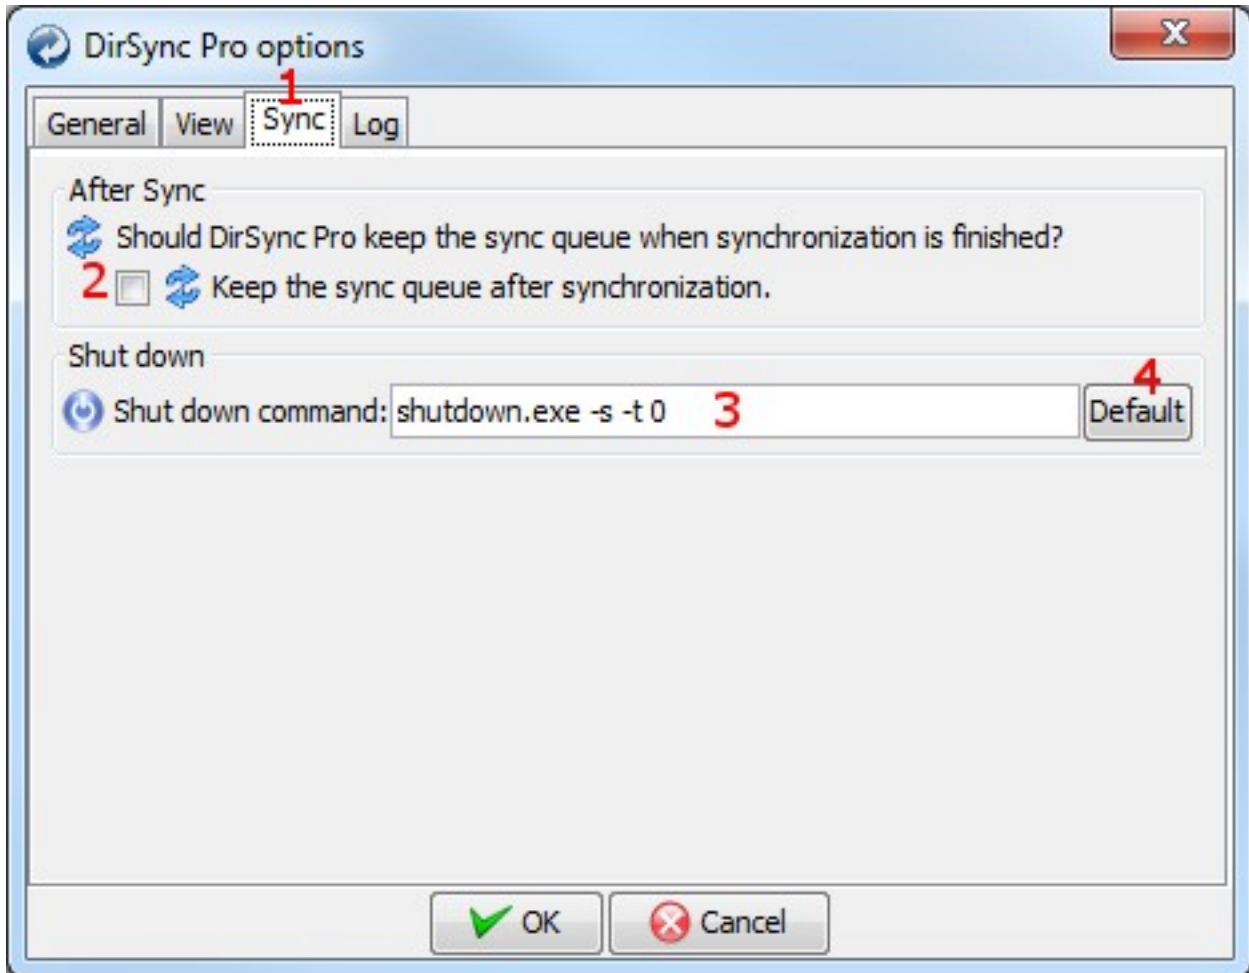 DirSync Pro options
x
1
General View Sync Log
After Sync
Should DirSync Pro keep the sync queue when synchronization is finished?
2 Keep the sync queue after synchronization.
Shut down
4
Shut down command: shutdown.exe -s -t 0 3 Default
OK Cancel